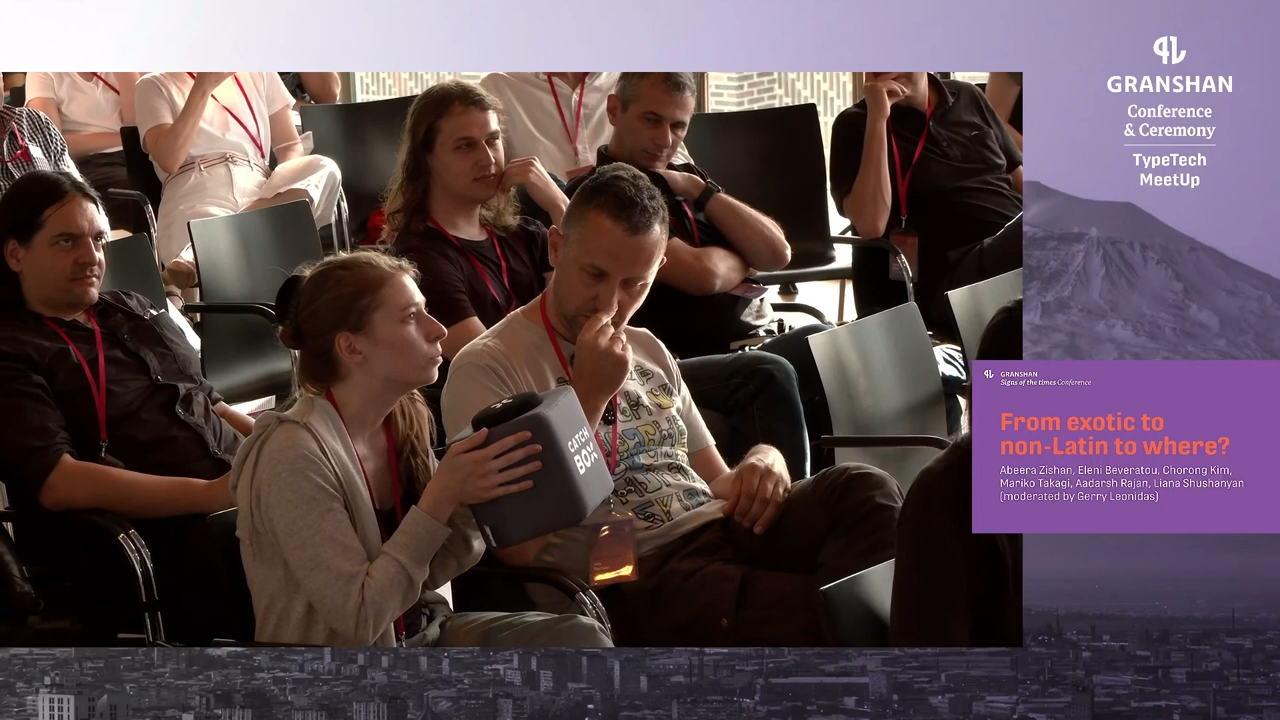 GRANSHAN
Conference
& Ceremony
TypeTech
MeetUp
GRANSHAN
Signs of the times Conference
From exotic to
non-Latin to where?
Abeera Zishan, Eleni Beveratou, Chorong Kim,
Mariko Takagi, Aadarsh Rajan, Liana Shushanyan
(moderated by Gerry Leonidas)
CATCH
BOX